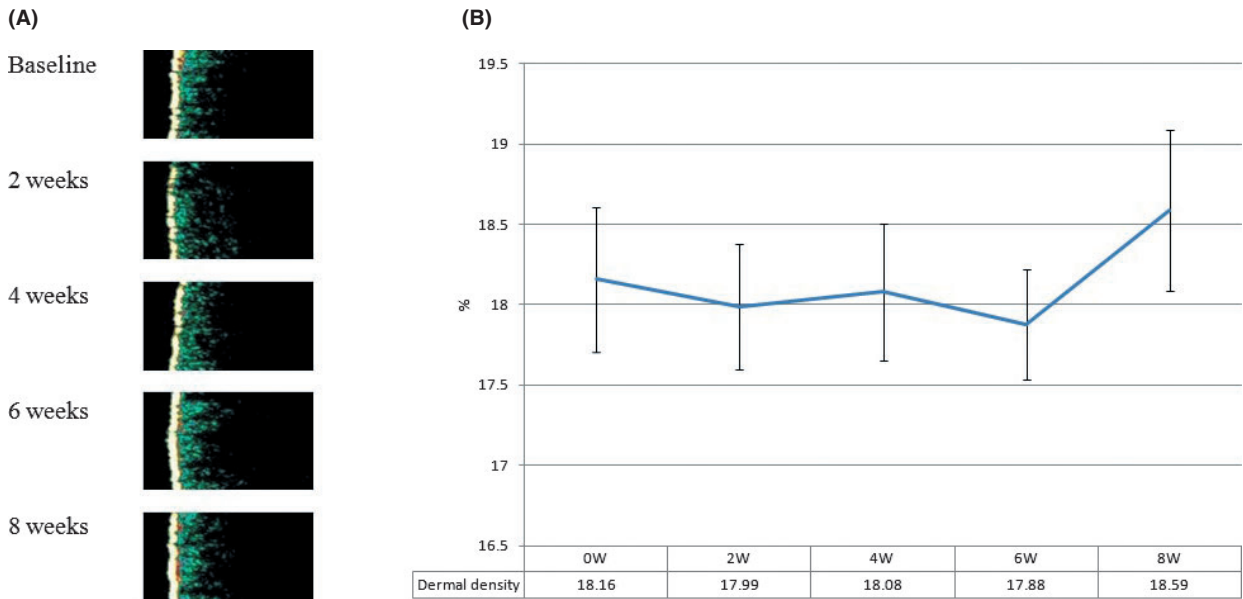 (A)
Baseline
2 weeks
4 weeks
6 weeks
8 weeks
(B)
19.5
19
18.5
18
17.5
17
16.5
%
0W 2W 4W 6W 8W
Dermal density 18.16 17.99 18.08 17.88 18.59